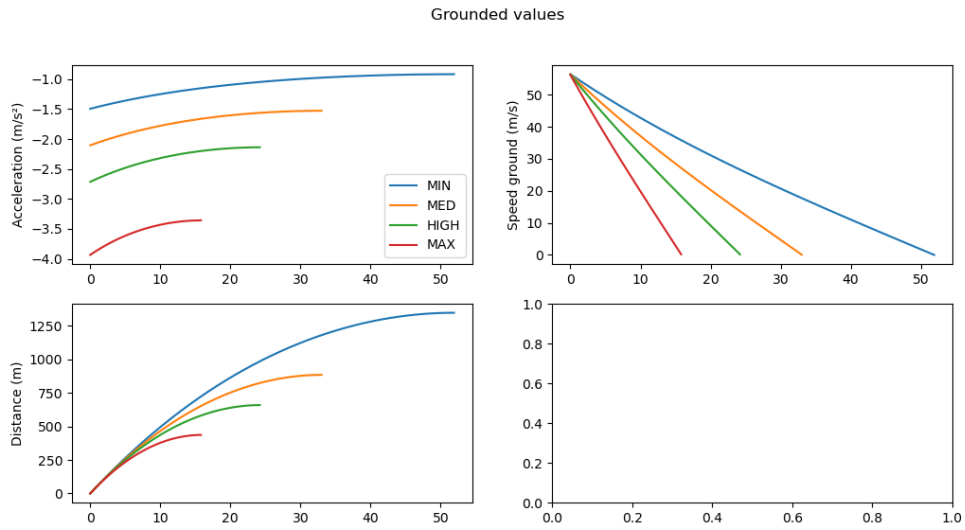 Grounded values
Acceleration (m/s²)
−1.0
−1.5
−2.0
−2.5
−3.0
−3.5
−4.0
MIN
MED
HIGH
MAX
0 10 20 30 40 50
Speed ground (m/s)
50
40
30
20
10
0
0 10 20 30 40 50
Distance (m)
1250
1000
750
500
250
0
0 10 20 30 40 50
1.0
0.8
0.6
0.4
0.2
0.0
0.0 0.2 0.4 0.6 0.8 1.0